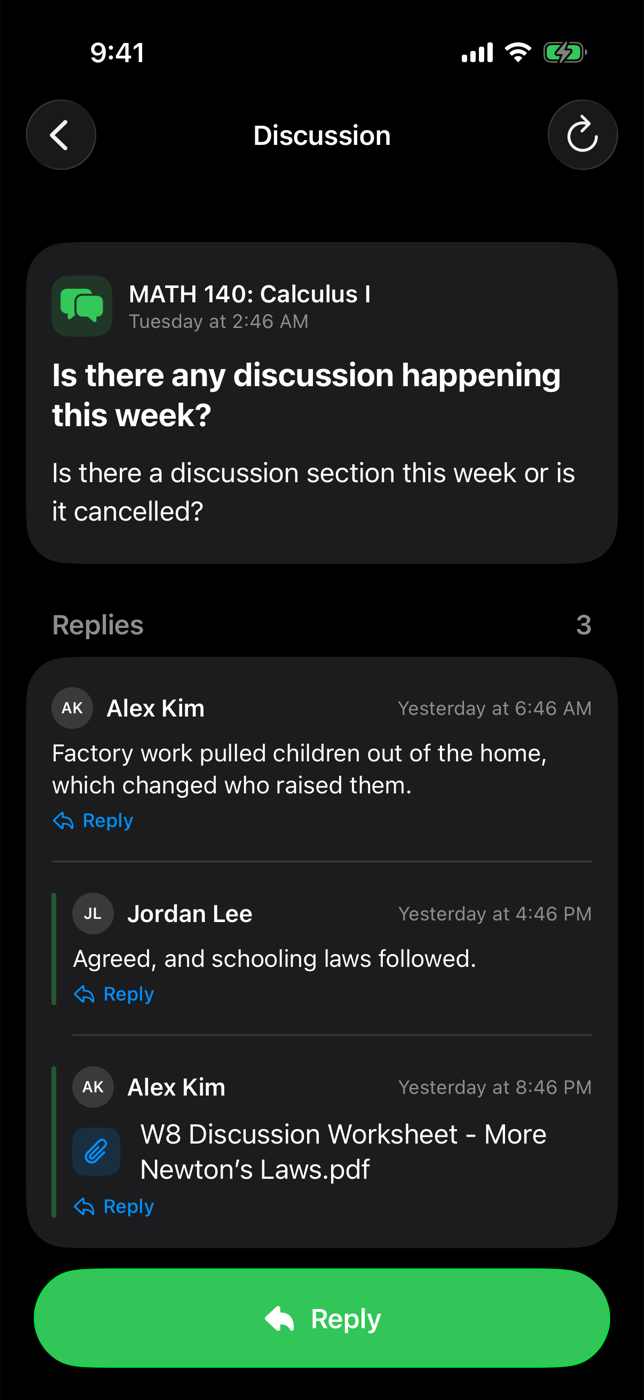 9:41
Discussion
MATH 140: Calculus I
Tuesday at 2:46 AM
Is there any discussion happening
this week?
Is there a discussion section this week or is
it cancelled?
Replies
3
AK
Alex Kim
Yesterday at 6:46 AM
Factory work pulled children out of the home,
which changed who raised them.
Reply
JL
Jordan Lee
Yesterday at 4:46 PM
Agreed, and schooling laws followed.
Reply
AK
Alex Kim
Yesterday at 8:46 PM
W8 Discussion Worksheet - More
Newton’s Laws.pdf
Reply
Reply